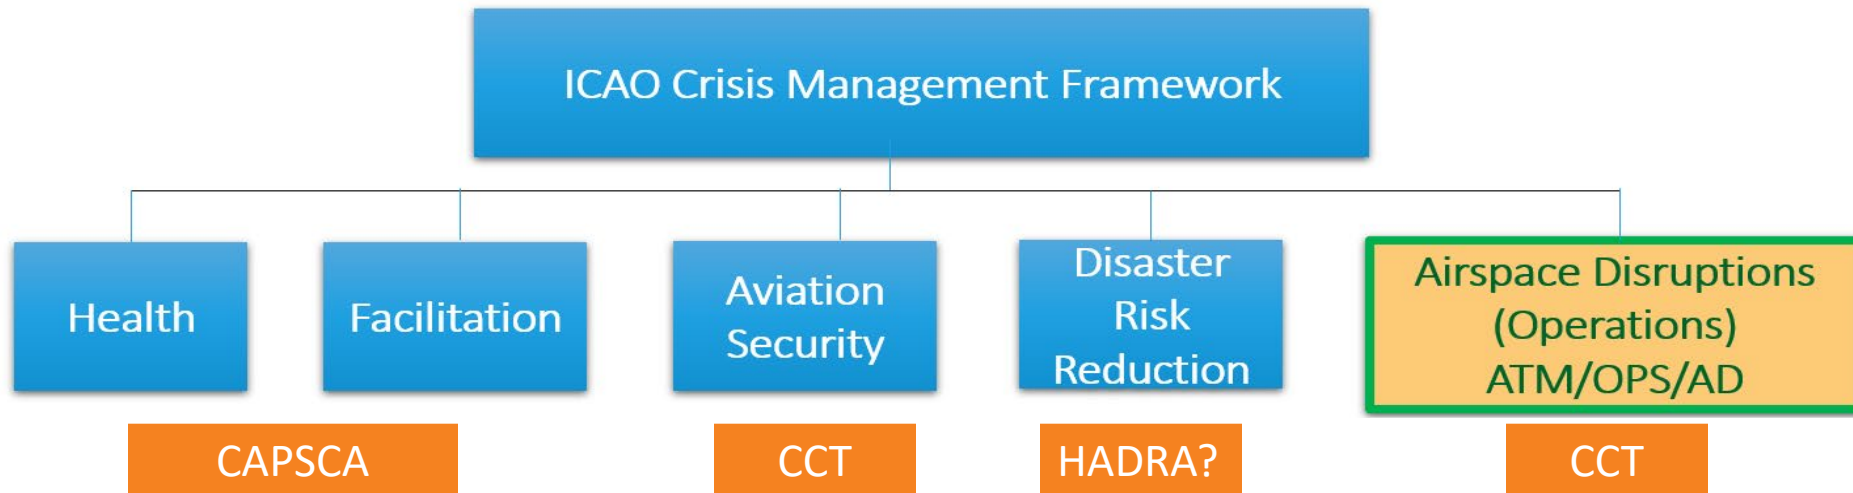 ICAO Crisis Management Framework
Health
Facilitation
Aviation
Security
Disaster
Risk
Reduction
Airspace Disruptions
(Operations)
ATM/OPS/AD
CAPSCA
CCT
HADRA?
CCT